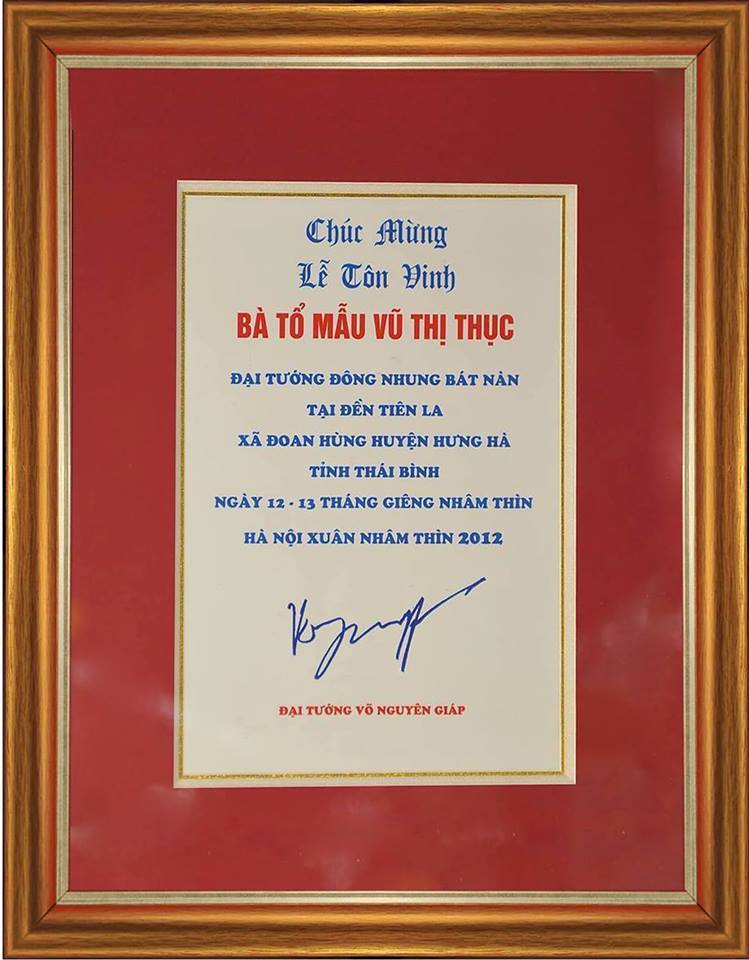 Chúc Mừng
Lễ Tôn Vinh
BÀ TỔ MẪU VŨ THỊ THỤC
ĐẠI TƯỚNG ĐÔNG NHUNG BÁT NÀN
TẠI ĐỀN TIÊN LA
XÃ ĐOAN HÙNG HUYỆN HƯNG HÀ
TỈNH THÁI BÌNH
NGÀY 12 - 13 THÁNG GIÊNG NHÂM THÌN
HÀ NỘI XUÂN NHÂM THÌN 2012
ĐẠI TƯỚNG VÕ NGUYÊN GIÁP